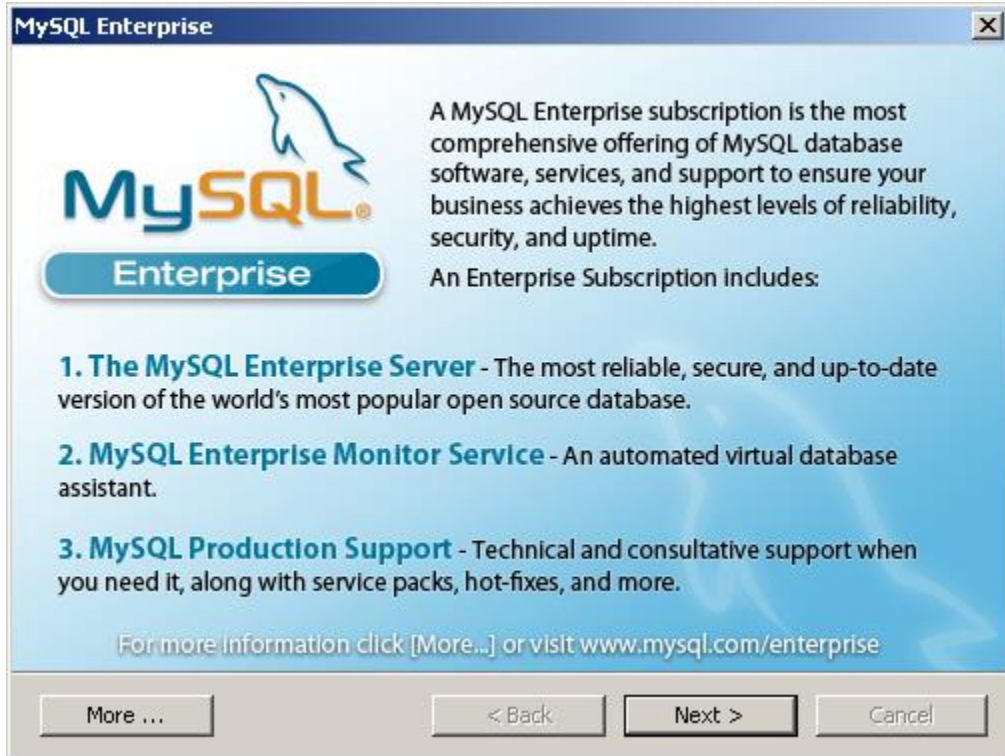 MySQL Enterprise
MySQL®
Enterprise
A MySQL Enterprise subscription is the most
comprehensive offering of MySQL database
software, services, and support to ensure your
business achieves the highest levels of reliability,
security, and uptime.
An Enterprise Subscription includes:
1. The MySQL Enterprise Server - The most reliable, secure, and up-to-date
version of the world's most popular open source database.
2. MySQL Enterprise Monitor Service - An automated virtual database
assistant.
3. MySQL Production Support - Technical and consultative support when
you need it, along with service packs, hot-fixes, and more.
For more information click [More...] or visit www.mysql.com/enterprise
More ...
< Back
Next >
Cancel